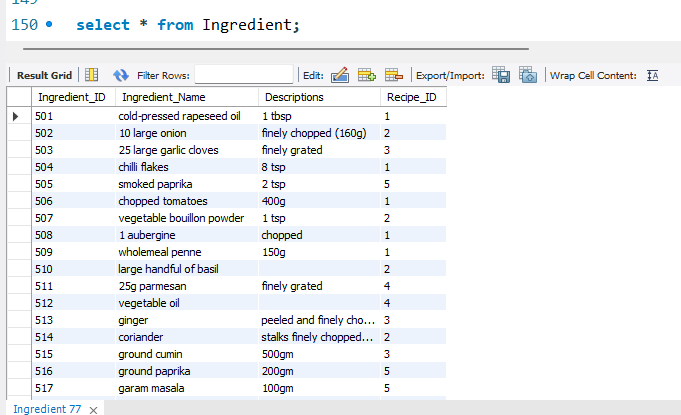 150 select * from Ingredient;
Result Grid Filter Rows: Edit: Export/Import: Wrap Cell Content:
Ingredient_ID Ingredient_Name Descriptions Recipe_ID
501 cold-pressed rapeseed oil 1 tbsp 1
502 10 large onion finely chopped (160g) 2
503 25 large garlic cloves finely grated 3
504 chilli flakes 8 tsp 1
505 smoked paprika 2 tsp 5
506 chopped tomatoes 400g 1
507 vegetable bouillon powder 1 tsp 2
508 1 aubergine chopped 1
509 wholemeal penne 150g 1
510 large handful of basil 2
511 25g parmesan finely grated 4
512 vegetable oil 4
513 ginger peeled and finely cho... 3
514 coriander stalks finely chopped... 2
515 ground cumin 500gm 3
516 ground paprika 200gm 5
517 garam masala 100gm 5
Ingredient 77